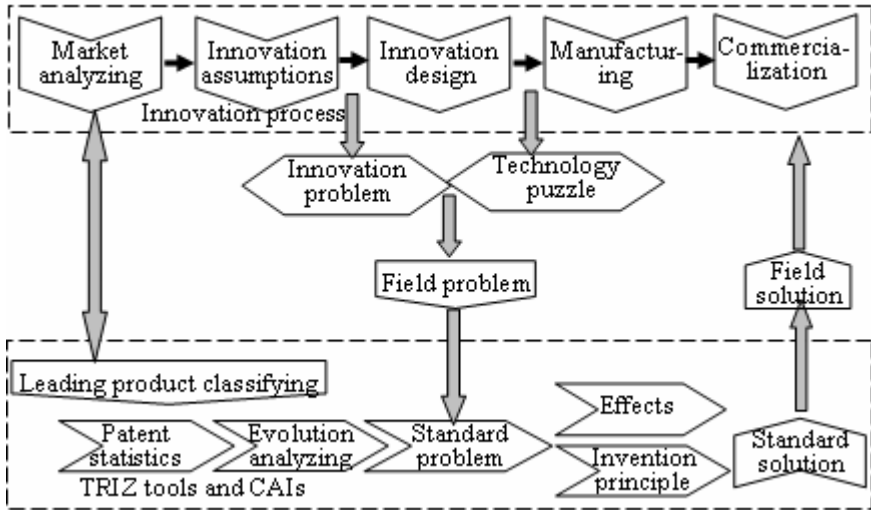 Market
analyzing
Innovation
assumptions
Innovation
design
Manufactur-
ing
Commercia-
lization
Innovation process
Innovation
problem
Technology
puzzle
Field problem
Field
solution
Leading product classifying
Patent
statistics
Evolution
analyzing
Standard
problem
Effects
Invention
principle
Standard
solution
TRIZ tools and CAIs